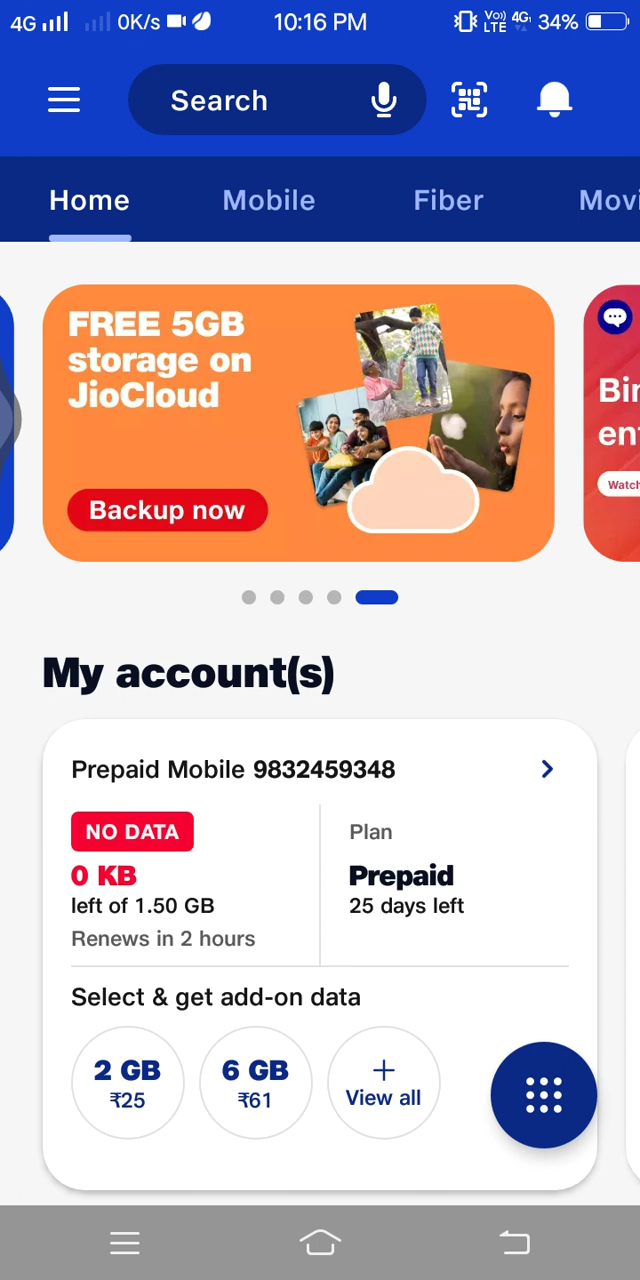 4G 0K/s 10:16 PM Vo)) LTE 4G 34%
Search
Home Mobile Fiber Movi
FREE 5GB
storage on
JioCloud
Backup now
Bin
ent
Watch
My account(s)
Prepaid Mobile 9832459348
NO DATA
0 KB
left of 1.50 GB
Renews in 2 hours
Plan
Prepaid
25 days left
Select & get add-on data
2 GB
₹25
6 GB
₹61
View all